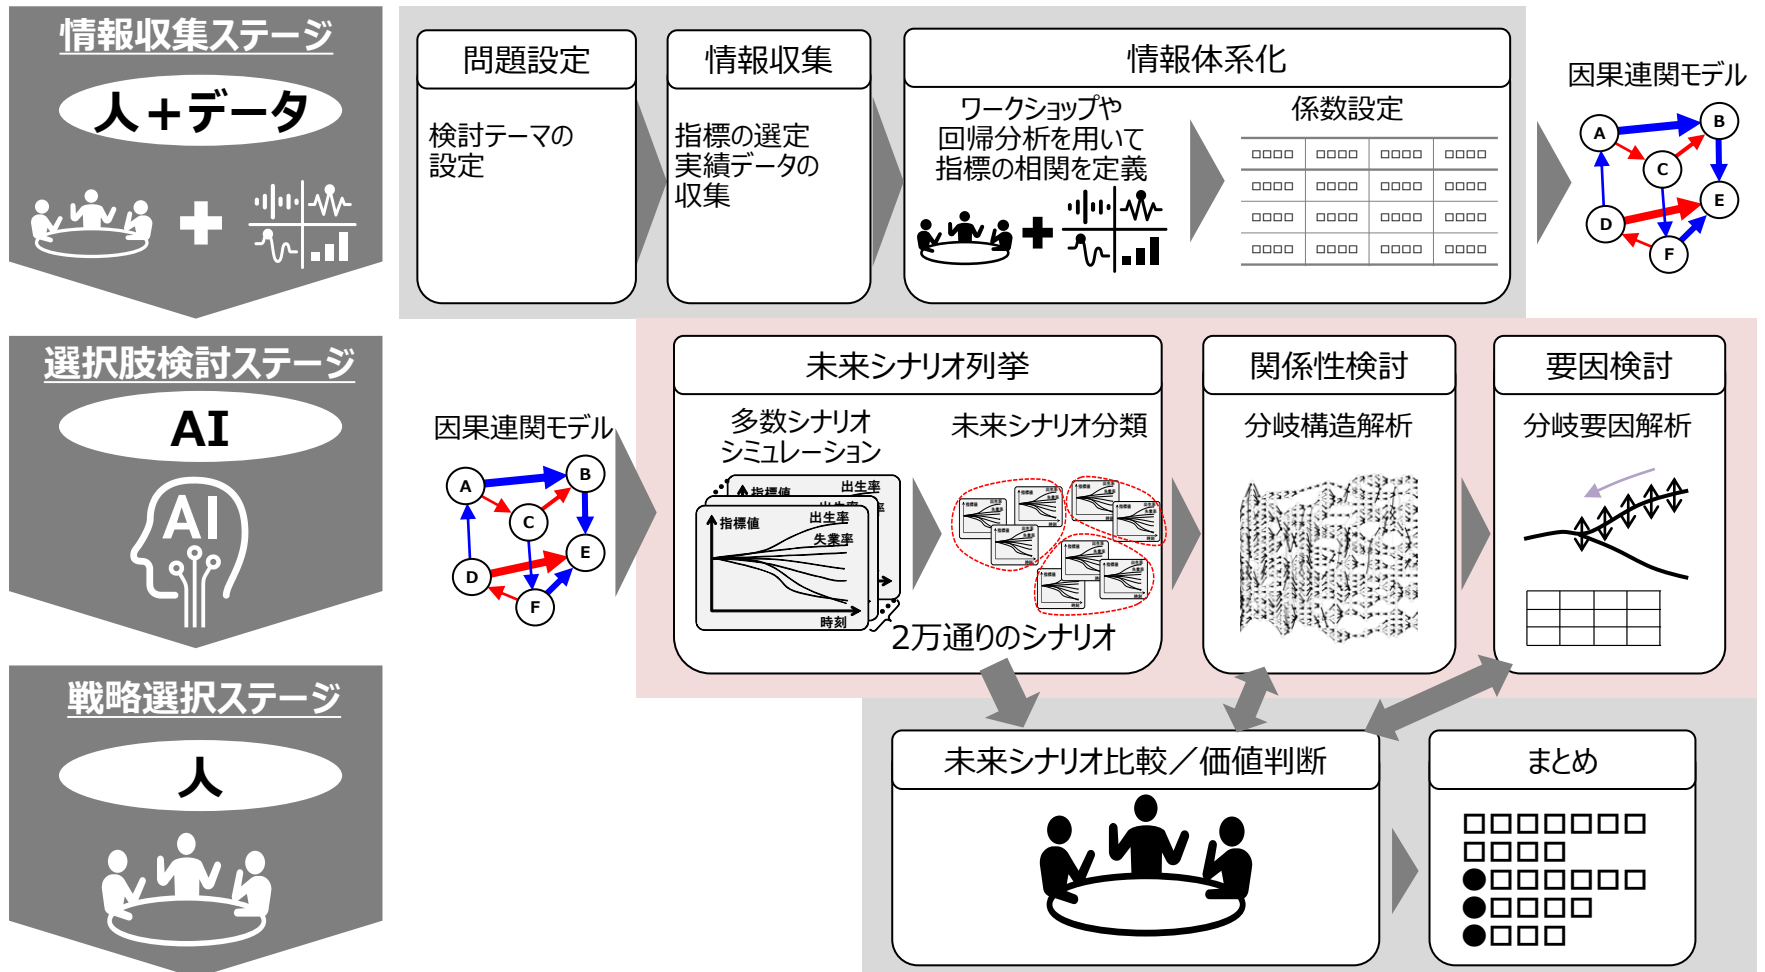 情報収集ステージ
人＋データ
問題設定
検討テーマの
設定
情報収集
指標の選定
実績データの
収集
情報体系化
ワークショップや
回帰分析を用いて
指標の相関を定義
係数設定
□□□□ □□□□ □□□□ □□□□
□□□□ □□□□ □□□□ □□□□
□□□□ □□□□ □□□□ □□□□
□□□□ □□□□ □□□□ □□□□
因果連関モデル
A
B
C
D
E
F
選択肢検討ステージ
AI
AI
因果連関モデル
A
B
C
D
E
F
未来シナリオ列挙
多数シナリオ
シミュレーション
指標値
出生率
指標値
出生率
失業率
時刻
未来シナリオ分類
2万通りのシナリオ
関係性検討
分岐構造解析
要因検討
分岐要因解析
戦略選択ステージ
人
未来シナリオ比較／価値判断
まとめ
□□□□□□□
□□□□
●□□□□□□
●□□□□
●□□□